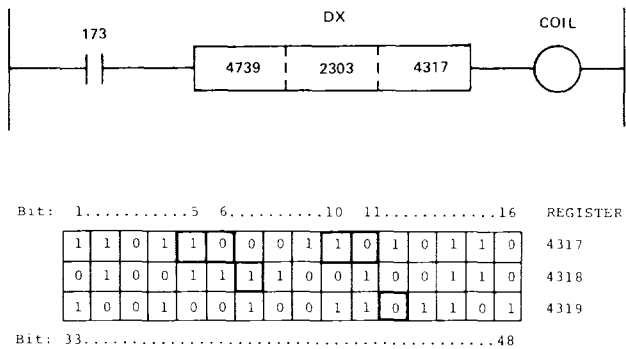 DX
COIL
173
4739 2303 4317
Bit: 1...........5 6..........10 11............16 REGISTER
1 1 0 1 1 0 0 0 1 1 0 1 0 1 1 0 4317
0 1 0 0 1 1 1 1 0 0 1 0 0 1 1 0 4318
1 0 0 1 0 0 1 0 0 1 1 0 1 1 0 1 4319
Bit: 33.............................................48